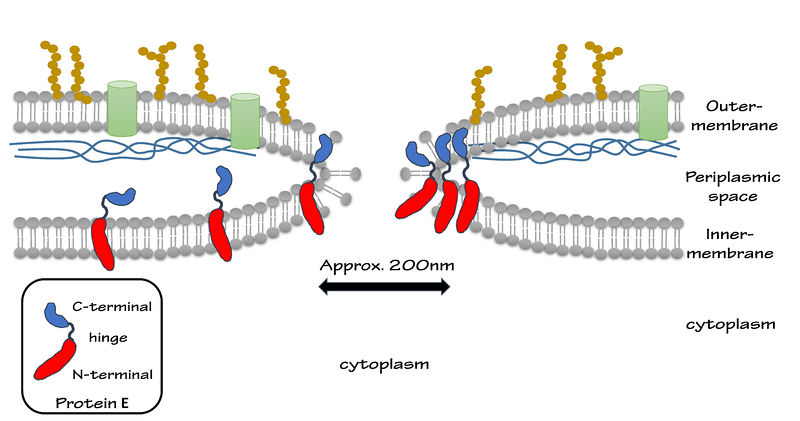 Outer-
membrane
Periplasmic
space
Inner-
membrane
Approx. 200nm
cytoplasm
cytoplasm
C-terminal
hinge
N-terminal
Protein E